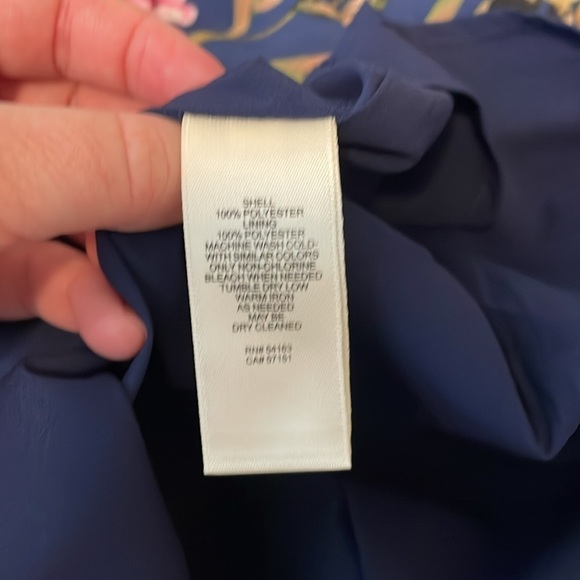 SHELL
100% POLYESTER
LINING
100% POLYESTER
MACHINE WASH COLD-
WITH SIMILAR COLORS
ONLY NON-CHLORINE
BLEACH WHEN NEEDED
TUMBLE DRY LOW
WARM IRON
AS NEEDED
MAY BE
DRY CLEANED
RN# 54163
CA# 57151